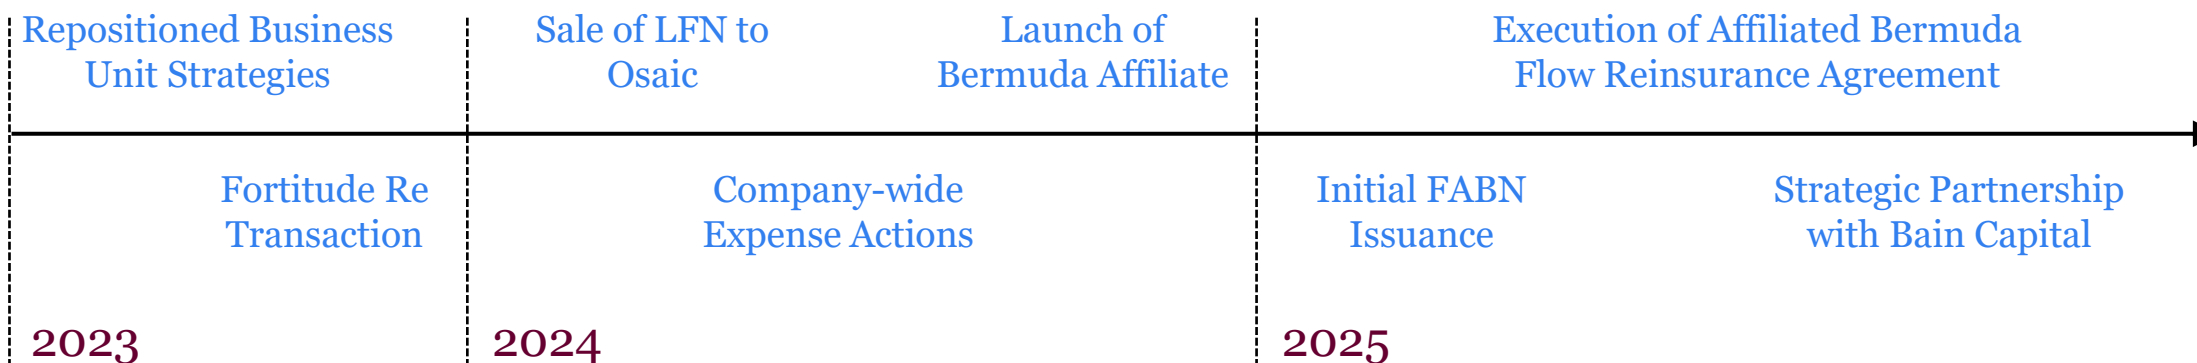 Repositioned Business
Unit Strategies
Sale of LFN to
Osaic
Launch of
Bermuda Affiliate
Execution of Affiliated Bermuda
Flow Reinsurance Agreement
Fortitude Re
Transaction
Company-wide
Expense Actions
Initial FABN
Issuance
Strategic Partnership
with Bain Capital
2023
2024
2025